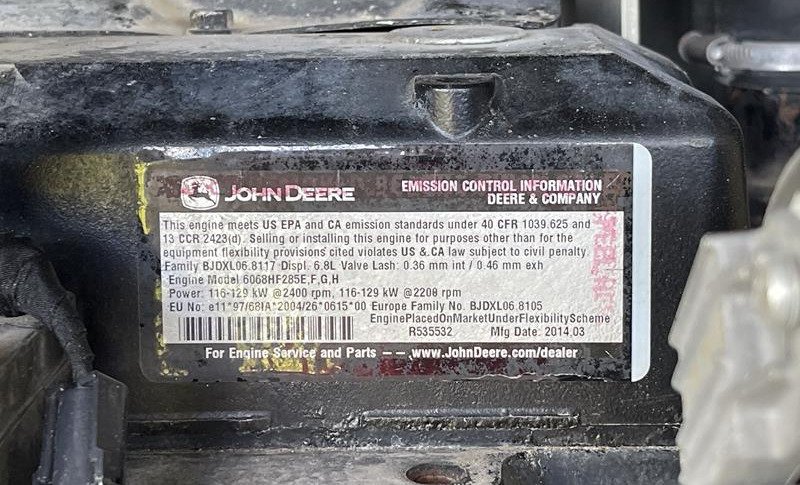 JOHN DEERE
EMISSION CONTROL INFORMATION
DEERE & COMPANY
This engine meets US EPA and CA emission standards under 40 CFR 1039.625 and
13 CCR 2423(d). Selling or installing this engine for purposes other than for the
equipment flexibility provisions cited violates US & CA law subject to civil penalty.
Family BJDXL06.8117 Displ. 6.8L Valve Lash: 0.36 mm int / 0.46 mm exh
Engine Model 6068HF285E,F,G,H
Power: 116-129 kW @2400 rpm, 116-129 kW @2200 rpm
EU No: e11*97/68IA*2004/26*0615*00 Europe Family No. BJDXL06.8105
EnginePlacedOnMarketUnderFlexibilityScheme
R535532 Mfg Date: 2014.03
For Engine Service and Parts – – www.JohnDeere.com/dealer